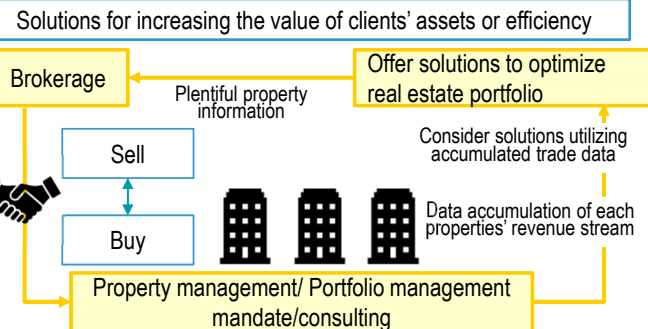 Solutions for increasing the value of clients’ assets or efficiency
Brokerage
Offer solutions to optimize
real estate portfolio
Plentiful property
information
Consider solutions utilizing
accumulated trade data
Sell
Buy
Data accumulation of each
properties’ revenue stream
Property management/ Portfolio management
mandate/consulting